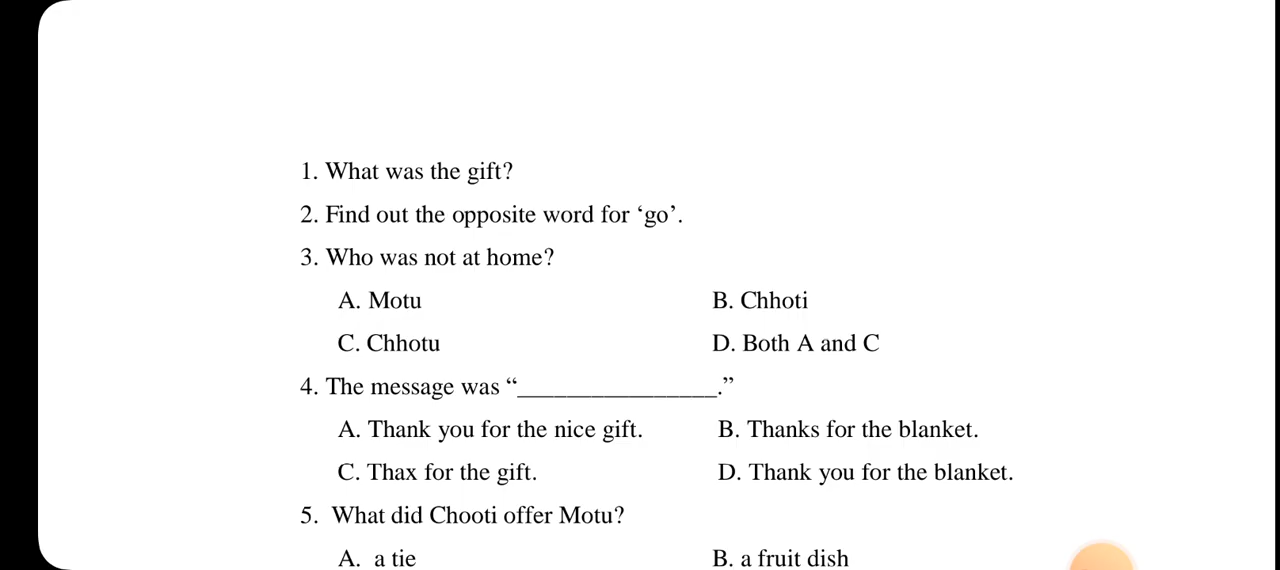 1. What was the gift?
2. Find out the opposite word for ‘go’.
3. Who was not at home?
A. Motu B. Chhoti
C. Chhotu D. Both A and C
4. The message was “________________.”
A. Thank you for the nice gift. B. Thanks for the blanket.
C. Thax for the gift. D. Thank you for the blanket.
5. What did Chooti offer Motu?
A. a tie B. a fruit dish